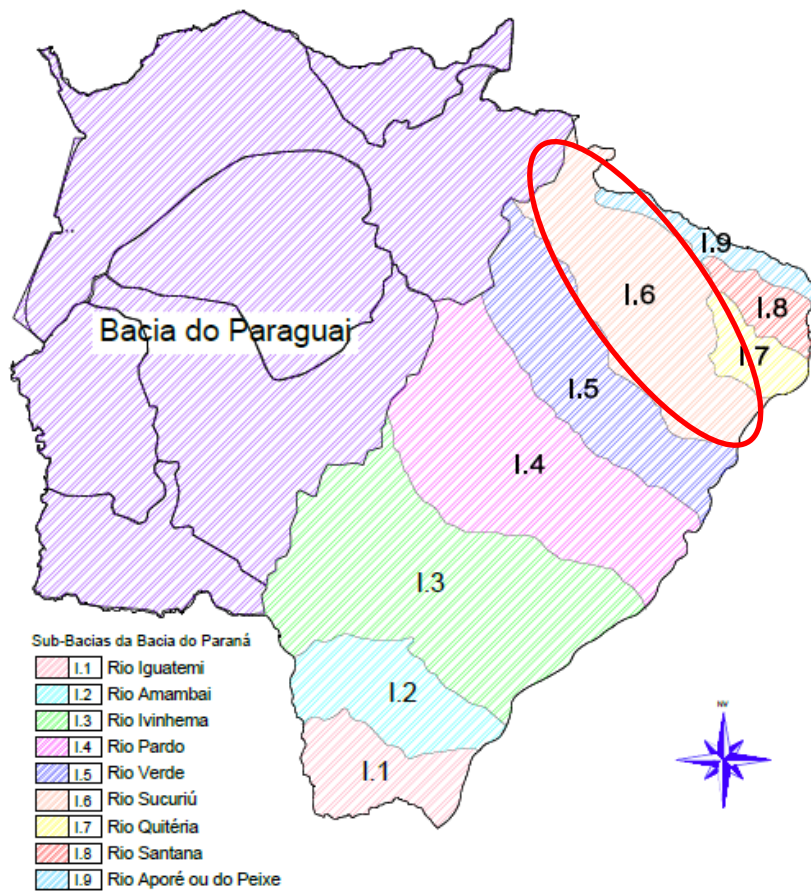 I.9
I.6
I.8
Bacia do Paraguai
I.7
I.5
I.4
I.3
I.2
I.1
Sub-Bacias da Bacia do Paraná
I.1 Rio Iguatemi
I.2 Rio Amambai
I.3 Rio Ivinhema
I.4 Rio Pardo
I.5 Rio Verde
I.6 Rio Sucuriú
I.7 Rio Quitéria
I.8 Rio Santana
I.9 Rio Aporé ou do Peixe